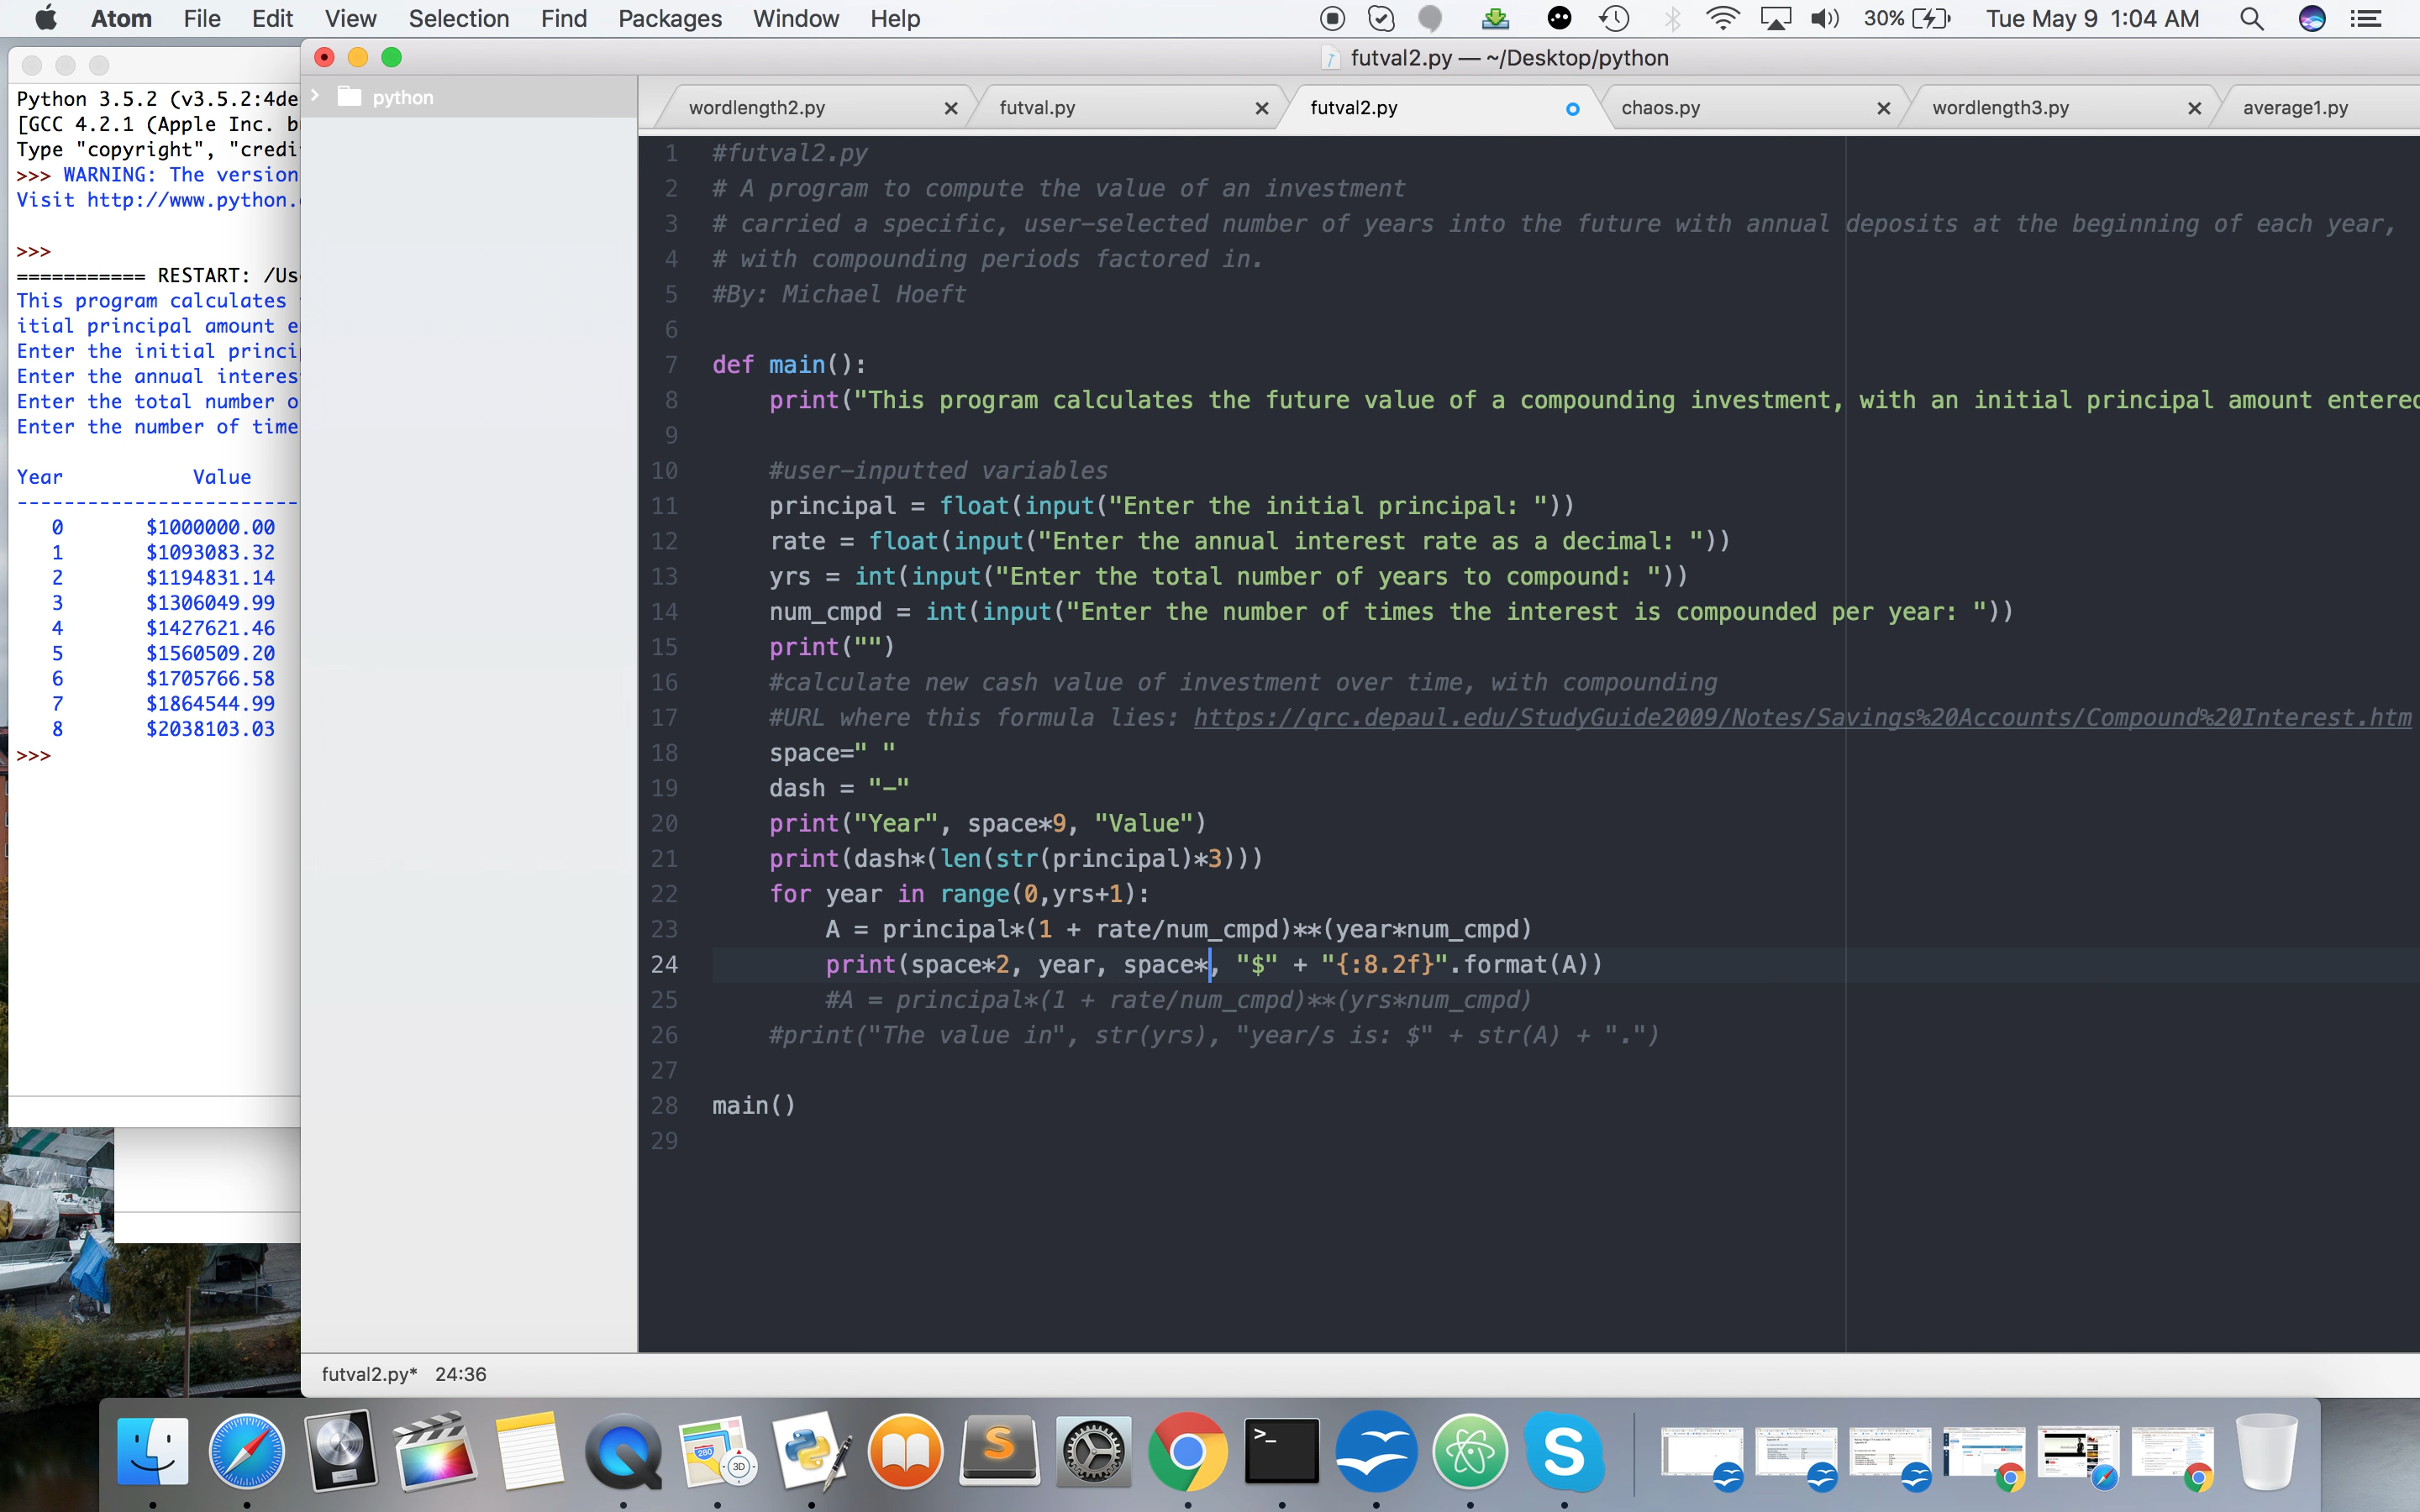 Atom File Edit View Selection Find Packages Window Help 30% Tue May 9 1:04 AM
futval2.py — ~/Desktop/python
Python 3.5.2 (v3.5.2:4de
[GCC 4.2.1 (Apple Inc. b
Type "copyright", "credi
>>> WARNING: The version
Visit http://www.python.
>>>
=========== RESTART: /Us
This program calculates
itial principal amount e
Enter the initial princi
Enter the annual interes
Enter the total number o
Enter the number of time
Year Value
0 $1000000.00
1 $1093083.32
2 $1194831.14
3 $1306049.99
4 $1427621.46
5 $1560509.20
6 $1705766.58
7 $1864544.99
8 $2038103.03
>>>
python
wordlength2.py futval.py futval2.py chaos.py wordlength3.py average1.py
1 #futval2.py
2 # A program to compute the value of an investment
3 # carried a specific, user-selected number of years into the future with annual deposits at the beginning of each year,
4 # with compounding periods factored in.
5 #By: Michael Hoeft
6
7 def main():
8 print("This program calculates the future value of a compounding investment, with an initial principal amount entered
9
10 #user-inputted variables
11 principal = float(input("Enter the initial principal: "))
12 rate = float(input("Enter the annual interest rate as a decimal: "))
13 yrs = int(input("Enter the total number of years to compound: "))
14 num_cmpd = int(input("Enter the number of times the interest is compounded per year: "))
15 print("")
16 #calculate new cash value of investment over time, with compounding
17 #URL where this formula lies: https://qrc.depaul.edu/StudyGuide2009/Notes/Savings%20Accounts/Compound%20Interest.htm
18 space=" "
19 dash = "-"
20 print("Year", space*9, "Value")
21 print(dash*(len(str(principal)*3)))
22 for year in range(0,yrs+1):
23 A = principal*(1 + rate/num_cmpd)**(year*num_cmpd)
24 print(space*2, year, space*, "$" + "{:8.2f}".format(A))
25 #A = principal*(1 + rate/num_cmpd)**(yrs*num_cmpd)
26 #print("The value in", str(yrs), "year/s is: $" + str(A) + ".")
27
28 main()
29
futval2.py* 24:36
280
3D
S
>_
S